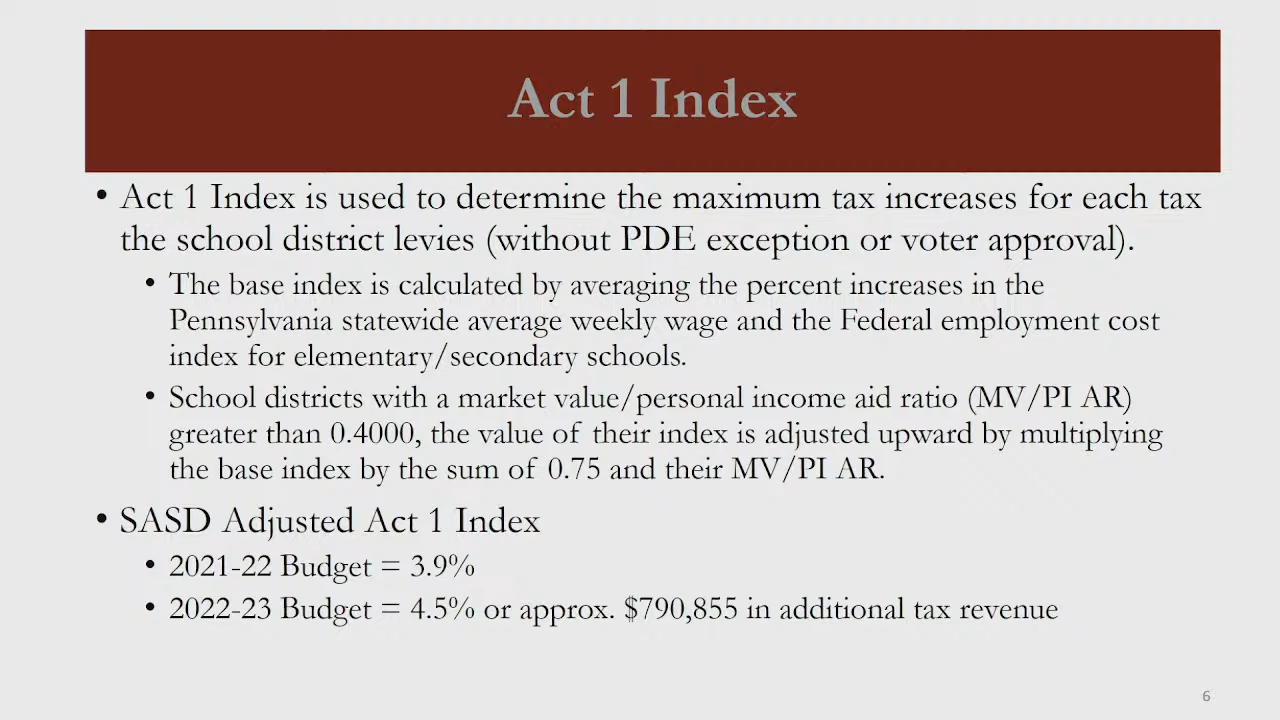 Act 1 Index
• Act 1 Index is used to determine the maximum tax increases for each tax
the school district levies (without PDE exception or voter approval).
• The base index is calculated by averaging the percent increases in the
Pennsylvania statewide average weekly wage and the Federal employment cost
index for elementary/secondary schools.
• School districts with a market value/personal income aid ratio (MV/PI AR)
greater than 0.4000, the value of their index is adjusted upward by multiplying
the base index by the sum of 0.75 and their MV/PI AR.
• SASD Adjusted Act 1 Index
• 2021-22 Budget = 3.9%
• 2022-23 Budget = 4.5% or approx. $790,855 in additional tax revenue
6